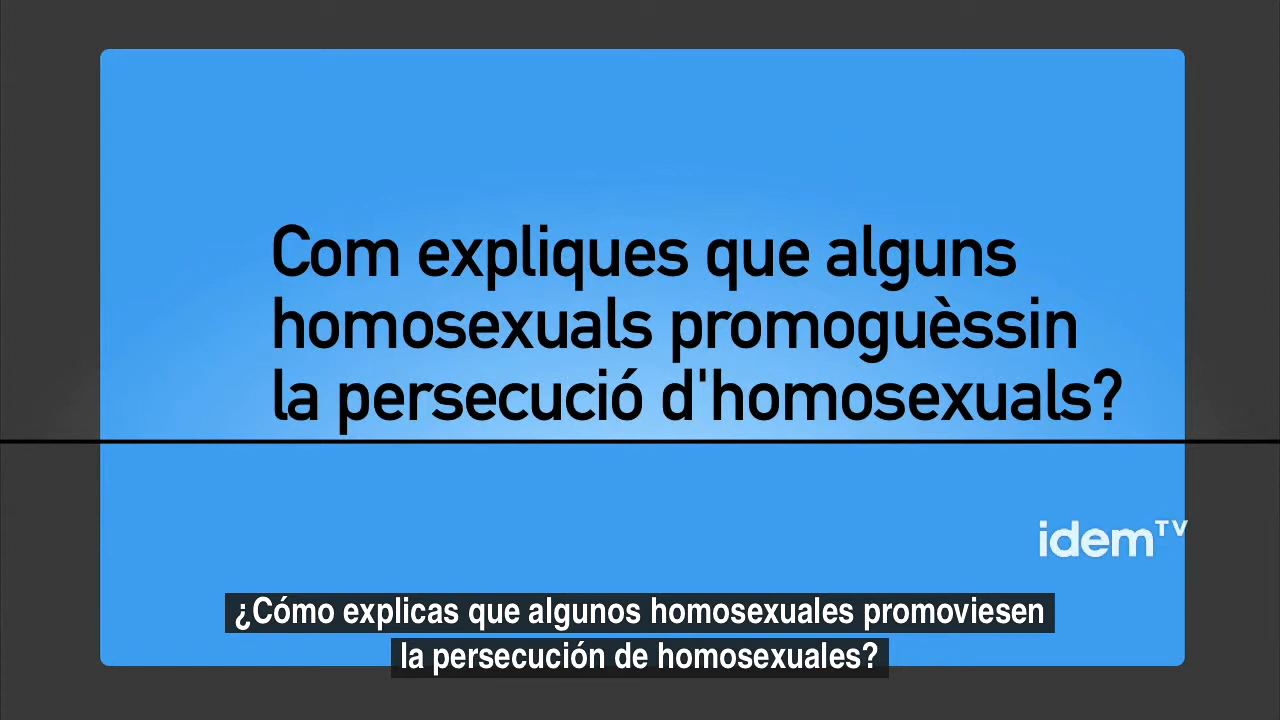 Com expliques que alguns
homosexuals promoguèssin
la persecució d'homosexuals?
idemTV
¿Cómo explicas que algunos homosexuales promoviesen
la persecución de homosexuales?